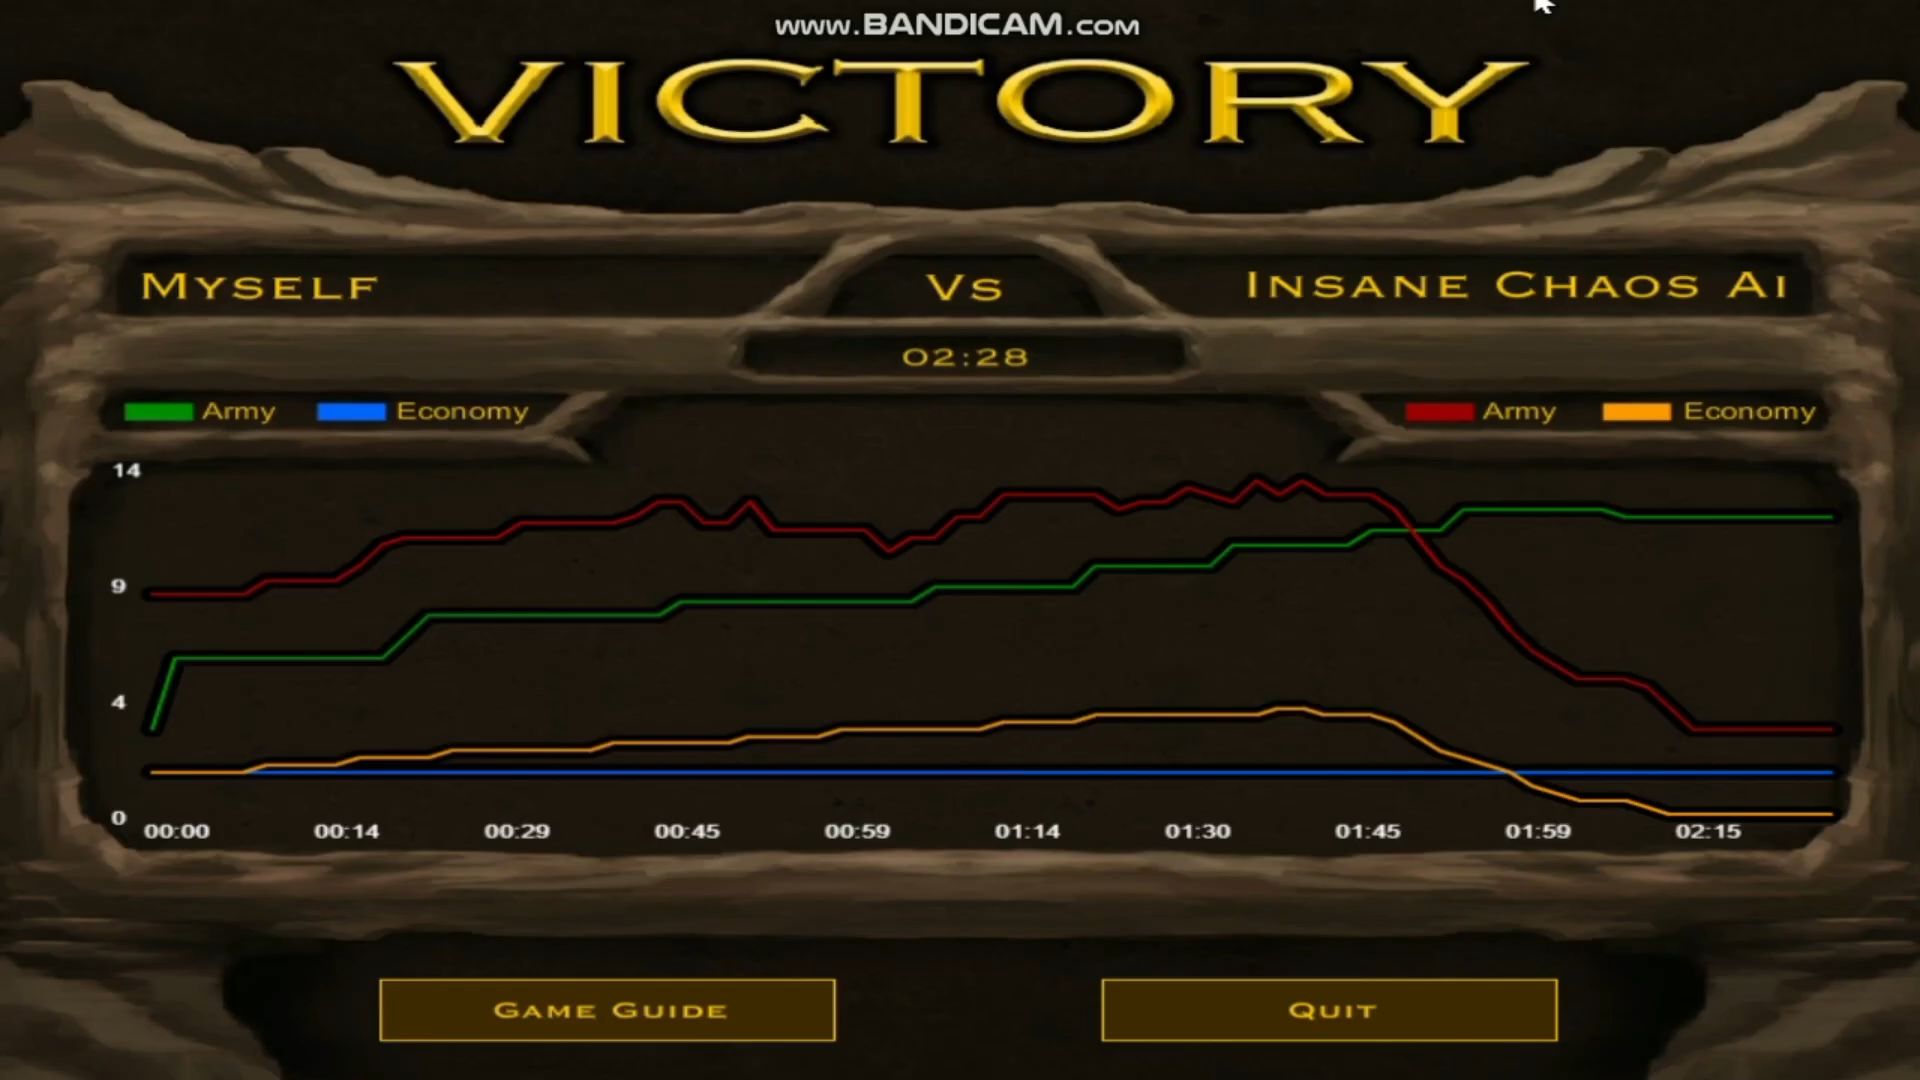 www.BANDICAM.com
VICTORY
MYSELF Vs INSANE CHAOS AI
02:28
Army Economy Army Economy
14
9
4
0
00:00 00:14 00:29 00:45 00:59 01:14 01:30 01:45 01:59 02:15
GAME GUIDE QUIT